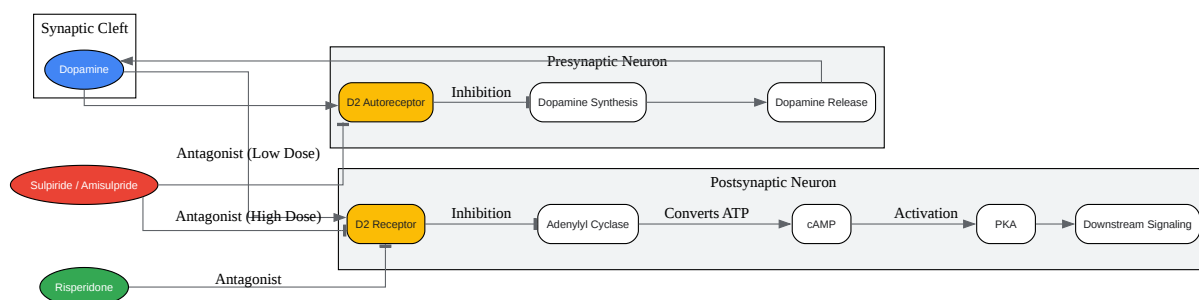 Synaptic Cleft
Dopamine
Presynaptic Neuron
D2 Autoreceptor
Inhibition
Dopamine Synthesis
Dopamine Release
Antagonist (Low Dose)
Sulpiride / Amisulpride
Postsynaptic Neuron
Antagonist (High Dose)
D2 Receptor
Inhibition
Adenylyl Cyclase
Converts ATP
cAMP
Activation
PKA
Downstream Signaling
Risperidone
Antagonist